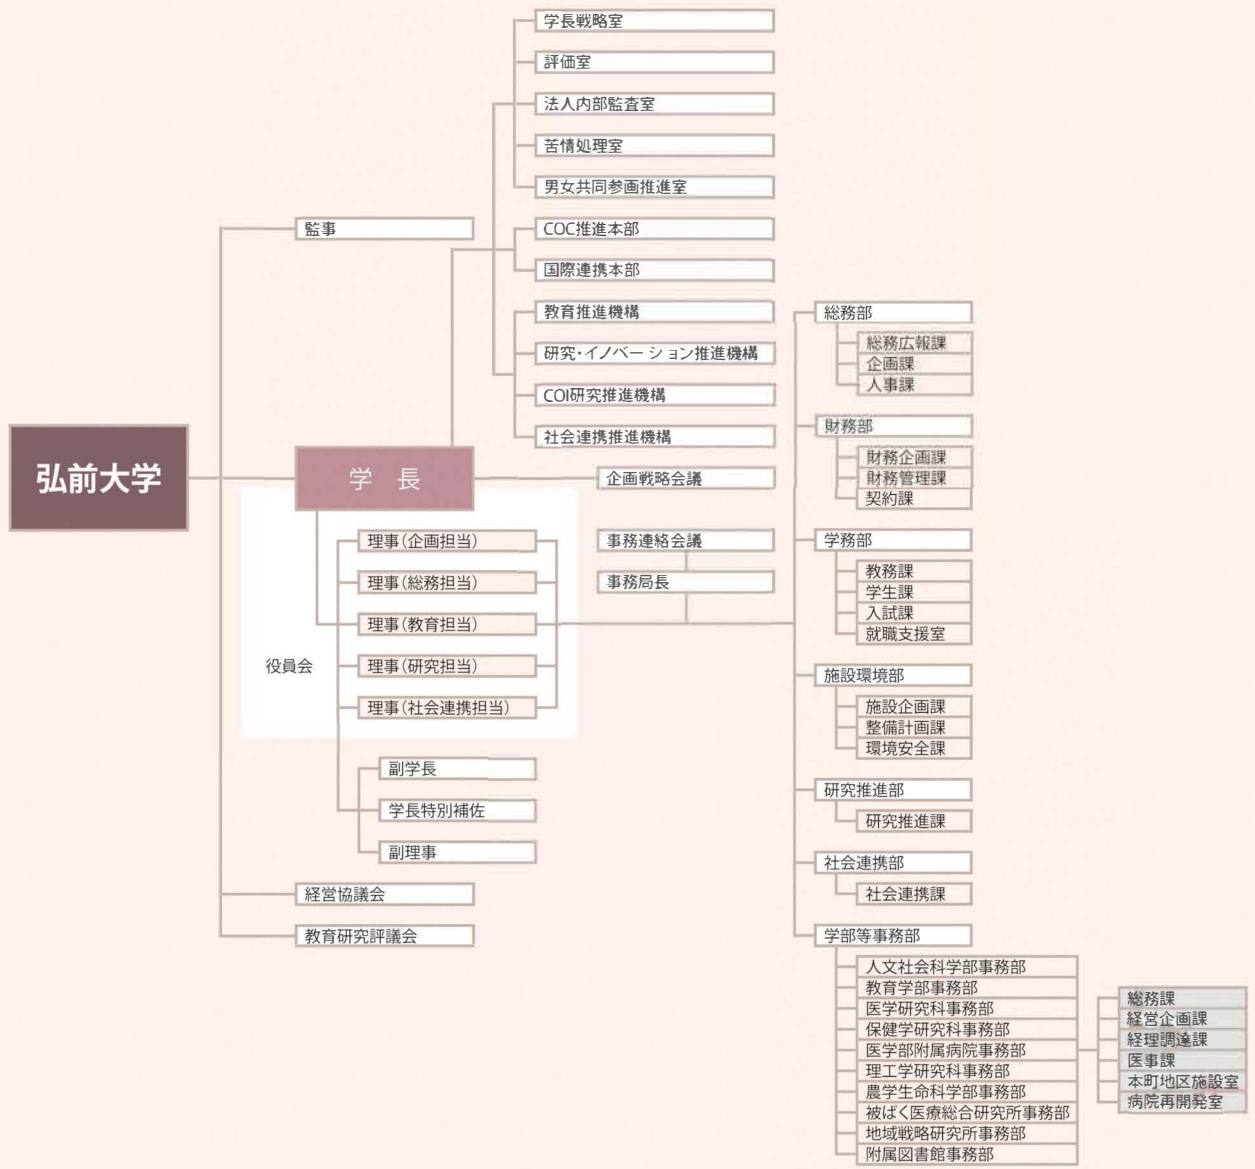 弘前大学
監事
学長
役員会
理事(企画担当)
理事(総務担当)
理事(教育担当)
理事(研究担当)
理事(社会連携担当)
副学長
学長特別補佐
副理事
経営協議会
教育研究評議会
学長戦略室
評価室
法人内部監査室
苦情処理室
男女共同参画推進室
COC推進本部
国際連携本部
教育推進機構
研究・イノベーション推進機構
COI研究推進機構
社会連携推進機構
企画戦略会議
事務連絡会議
事務局長
総務部
総務広報課
企画課
人事課
財務部
財務企画課
財務管理課
契約課
学務部
教務課
学生課
入試課
就職支援室
施設環境部
施設企画課
整備計画課
環境安全課
研究推進部
研究推進課
社会連携部
社会連携課
学部等事務部
人文社会科学部事務部
教育学部事務部
医学研究科事務部
保健学研究科事務部
医学部附属病院事務部
理工学研究科事務部
農学生命科学部事務部
被ばく医療総合研究所事務部
地域戦略研究所事務部
附属図書館事務部
総務課
経営企画課
経理調達課
医事課
本町地区施設室
病院再開発室